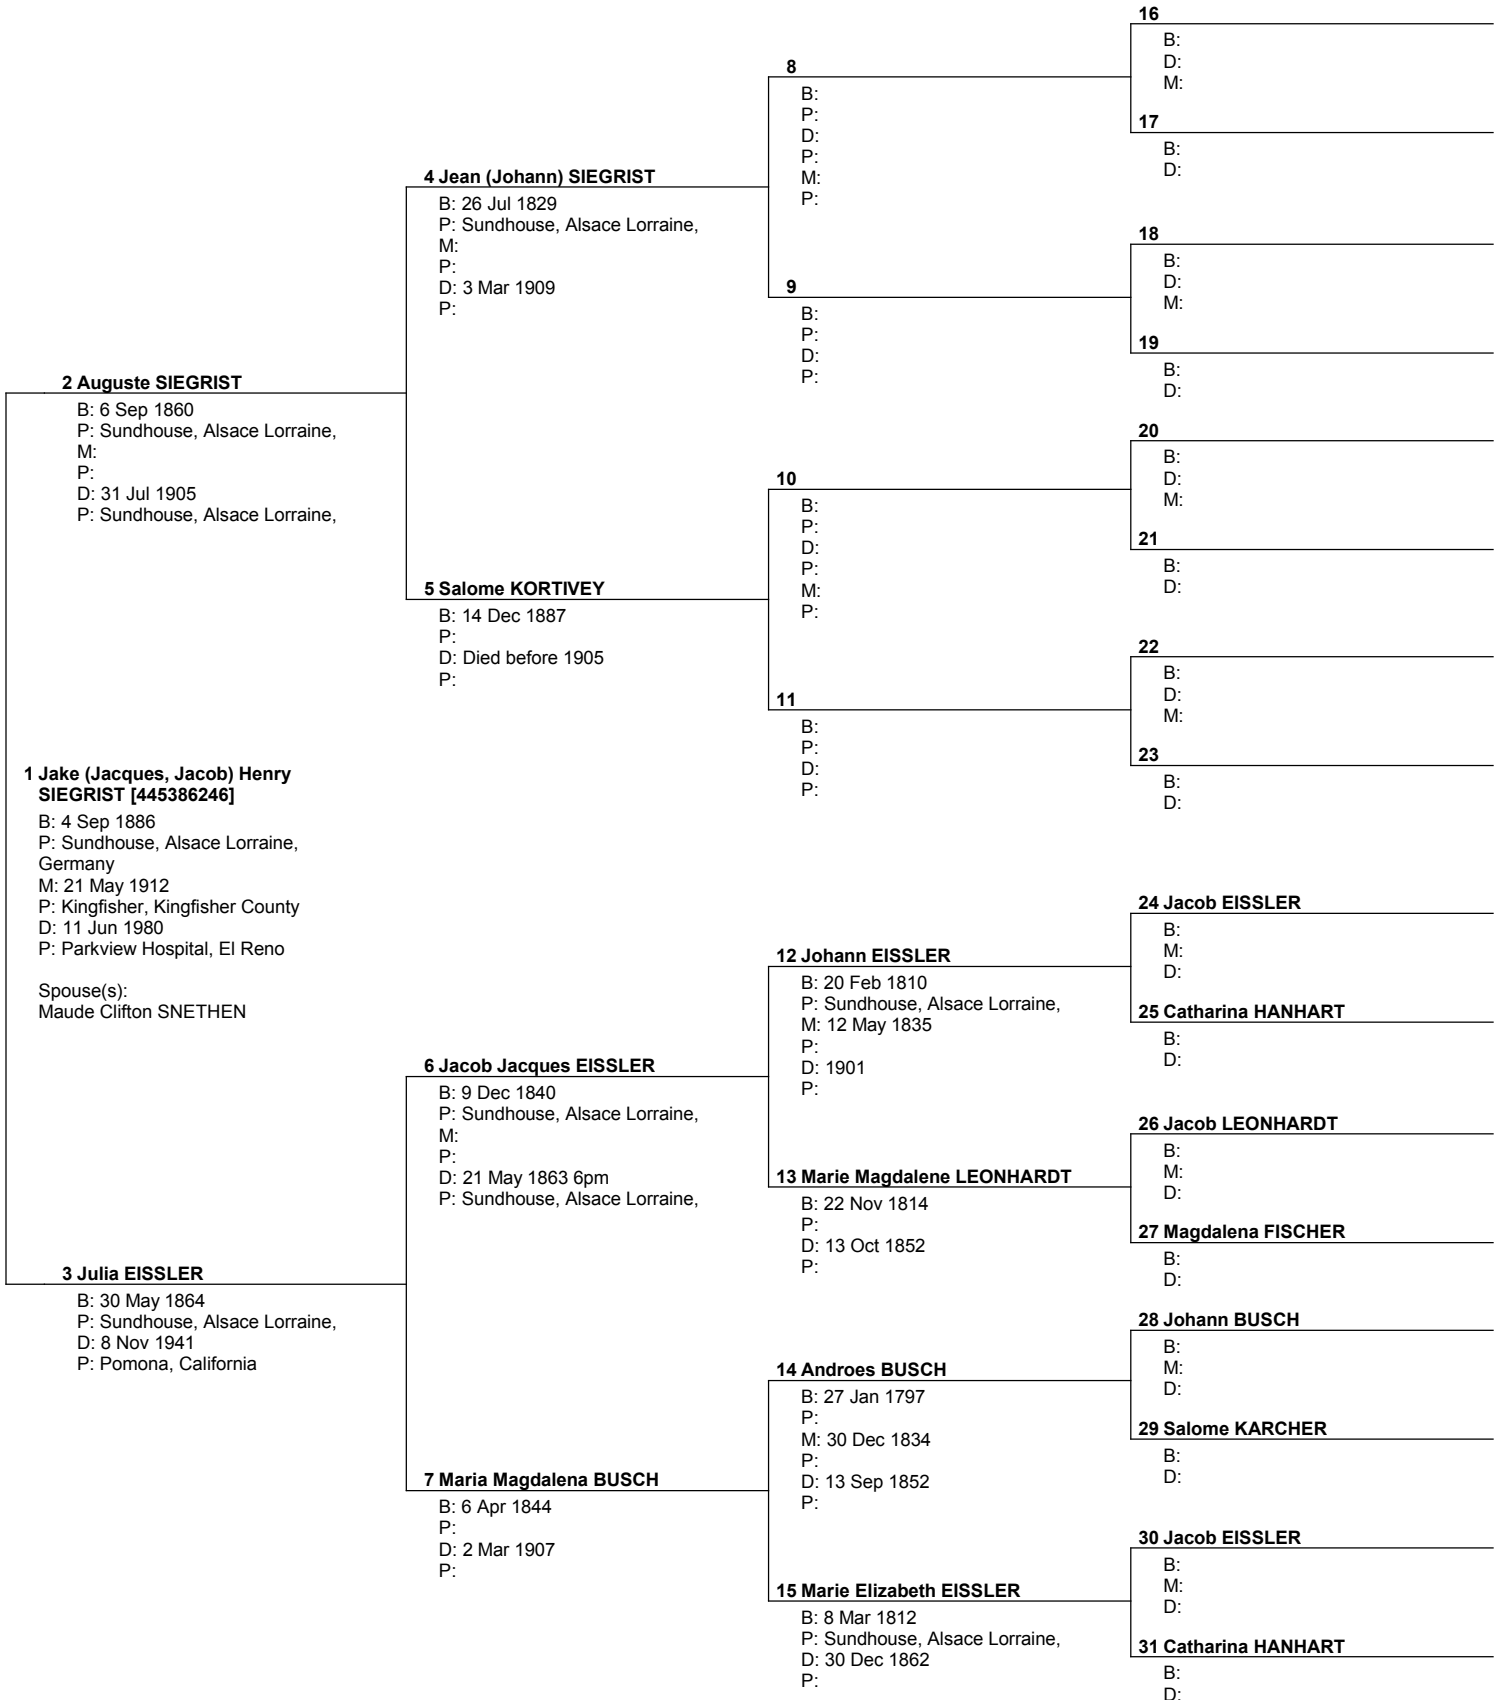 16
B:
D:
M:
8
B:
P:
D:
P:
M:
P:
17
B:
D:
4 Jean (Johann) SIEGRIST
B: 26 Jul 1829
P: Sundhouse, Alsace Lorraine,
M:
P:
D: 3 Mar 1909
P:
18
B:
D:
M:
9
B:
P:
D:
P:
19
B:
D:
2 Auguste SIEGRIST
B: 6 Sep 1860
P: Sundhouse, Alsace Lorraine,
M:
P:
D: 31 Jul 1905
P: Sundhouse, Alsace Lorraine,
20
B:
D:
M:
10
B:
P:
D:
P:
M:
P:
21
B:
D:
5 Salome KORTIVEY
B: 14 Dec 1887
P:
D: Died before 1905
P:
22
B:
D:
M:
11
B:
P:
D:
P:
23
B:
D:
1 Jake (Jacques, Jacob) Henry
SIEGRIST [445386246]
B: 4 Sep 1886
P: Sundhouse, Alsace Lorraine,
Germany
M: 21 May 1912
P: Kingfisher, Kingfisher County
D: 11 Jun 1980
P: Parkview Hospital, El Reno
Spouse(s):
Maude Clifton SNETHEN
24 Jacob EISSLER
B:
M:
D:
12 Johann EISSLER
B: 20 Feb 1810
P: Sundhouse, Alsace Lorraine,
M: 12 May 1835
P:
D: 1901
P:
25 Catharina HANHART
B:
D:
6 Jacob Jacques EISSLER
B: 9 Dec 1840
P: Sundhouse, Alsace Lorraine,
M:
P:
D: 21 May 1863 6pm
P: Sundhouse, Alsace Lorraine,
26 Jacob LEONHARDT
B:
M:
D:
13 Marie Magdalene LEONHARDT
B: 22 Nov 1814
P:
D: 13 Oct 1852
P:
27 Magdalena FISCHER
B:
D:
3 Julia EISSLER
B: 30 May 1864
P: Sundhouse, Alsace Lorraine,
D: 8 Nov 1941
P: Pomona, California
28 Johann BUSCH
B:
M:
D:
14 Androes BUSCH
B: 27 Jan 1797
P:
M: 30 Dec 1834
P:
D: 13 Sep 1852
P:
29 Salome KARCHER
B:
D:
7 Maria Magdalena BUSCH
B: 6 Apr 1844
P:
D: 2 Mar 1907
P:
30 Jacob EISSLER
B:
M:
D:
15 Marie Elizabeth EISSLER
B: 8 Mar 1812
P: Sundhouse, Alsace Lorraine,
D: 30 Dec 1862
P:
31 Catharina HANHART
B:
D: